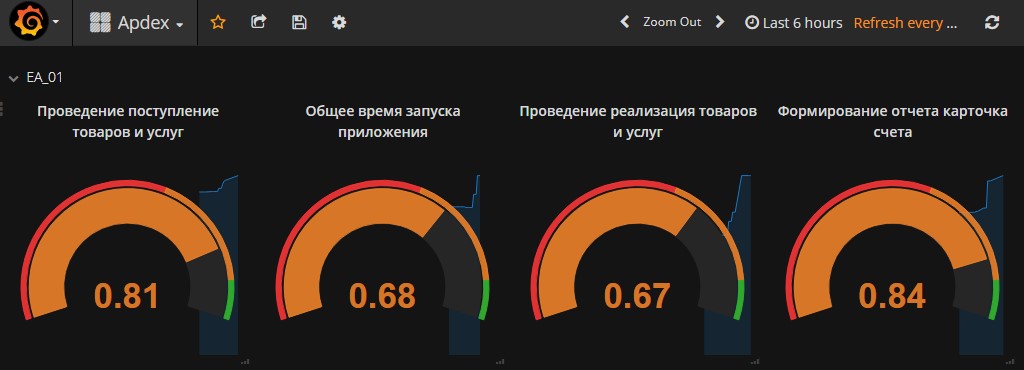 Apdex
Zoom Out
Last 6 hours
Refresh every ...
EA_01
Проведение поступление
товаров и услуг
Общее время запуска
приложения
Проведение реализация товаров
и услуг
Формирование отчета карточка
счета
0.81
0.68
0.67
0.84